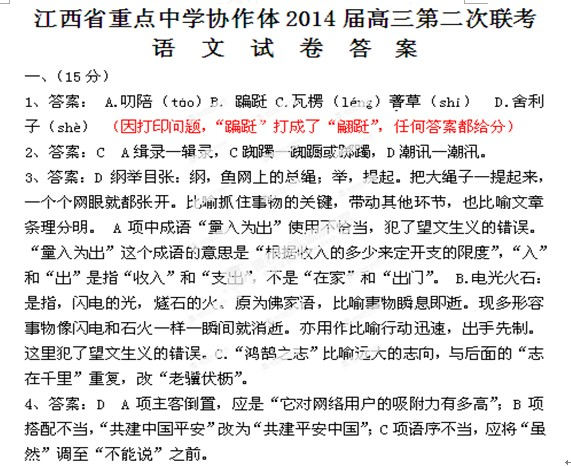 江西省重点中学协作体2014届高三第二次联考
语 文 试 卷 答 案
一、（15分）
1、答案： A.叨陪（tāo）B. 蹁跹 C.瓦楞（léng）蓍草（shī） D.舍利
子（shè）（因打印问题，“蹁跹”打成了“翩跹”，任何答案都给分）
2、答案：C A缉录—辑录，C踟躅—踟蹰或踯躅，D潮讯—潮汛。
3、答案：D 纲举目张：纲，鱼网上的总绳；举，提起。把大绳子一提起来，
一个个网眼就都张开。比喻抓住事物的关键，带动其他环节，也比喻文章
条理分明。 A 项中成语“量入为出”使用不恰当，犯了望文生义的错误。
“量入为出”这个成语的意思是“根据收入的多少来定开支的限度”，“入”
和“出”是指“收入”和“支出”，不是“在家”和“出门”。 B.电光火石：
是指，闪电的光，燧石的火。原为佛家语，比喻事物瞬息即逝。现多形容
事物像闪电和石火一样一瞬间就消逝。亦用作比喻行动迅速，出手先制。
这里犯了望文生义的错误。C.“鸿鹄之志”比喻远大的志向，与后面的“志
在千里”重复，改“老骥伏枥”。
4、答案：D A 项主客倒置，应是“它对网络用户的吸附力有多高”；B 项
搭配不当，“共建中国平安”改为“共建平安中国”；C 项语序不当，应将“虽
然”调至“不能说”之前。